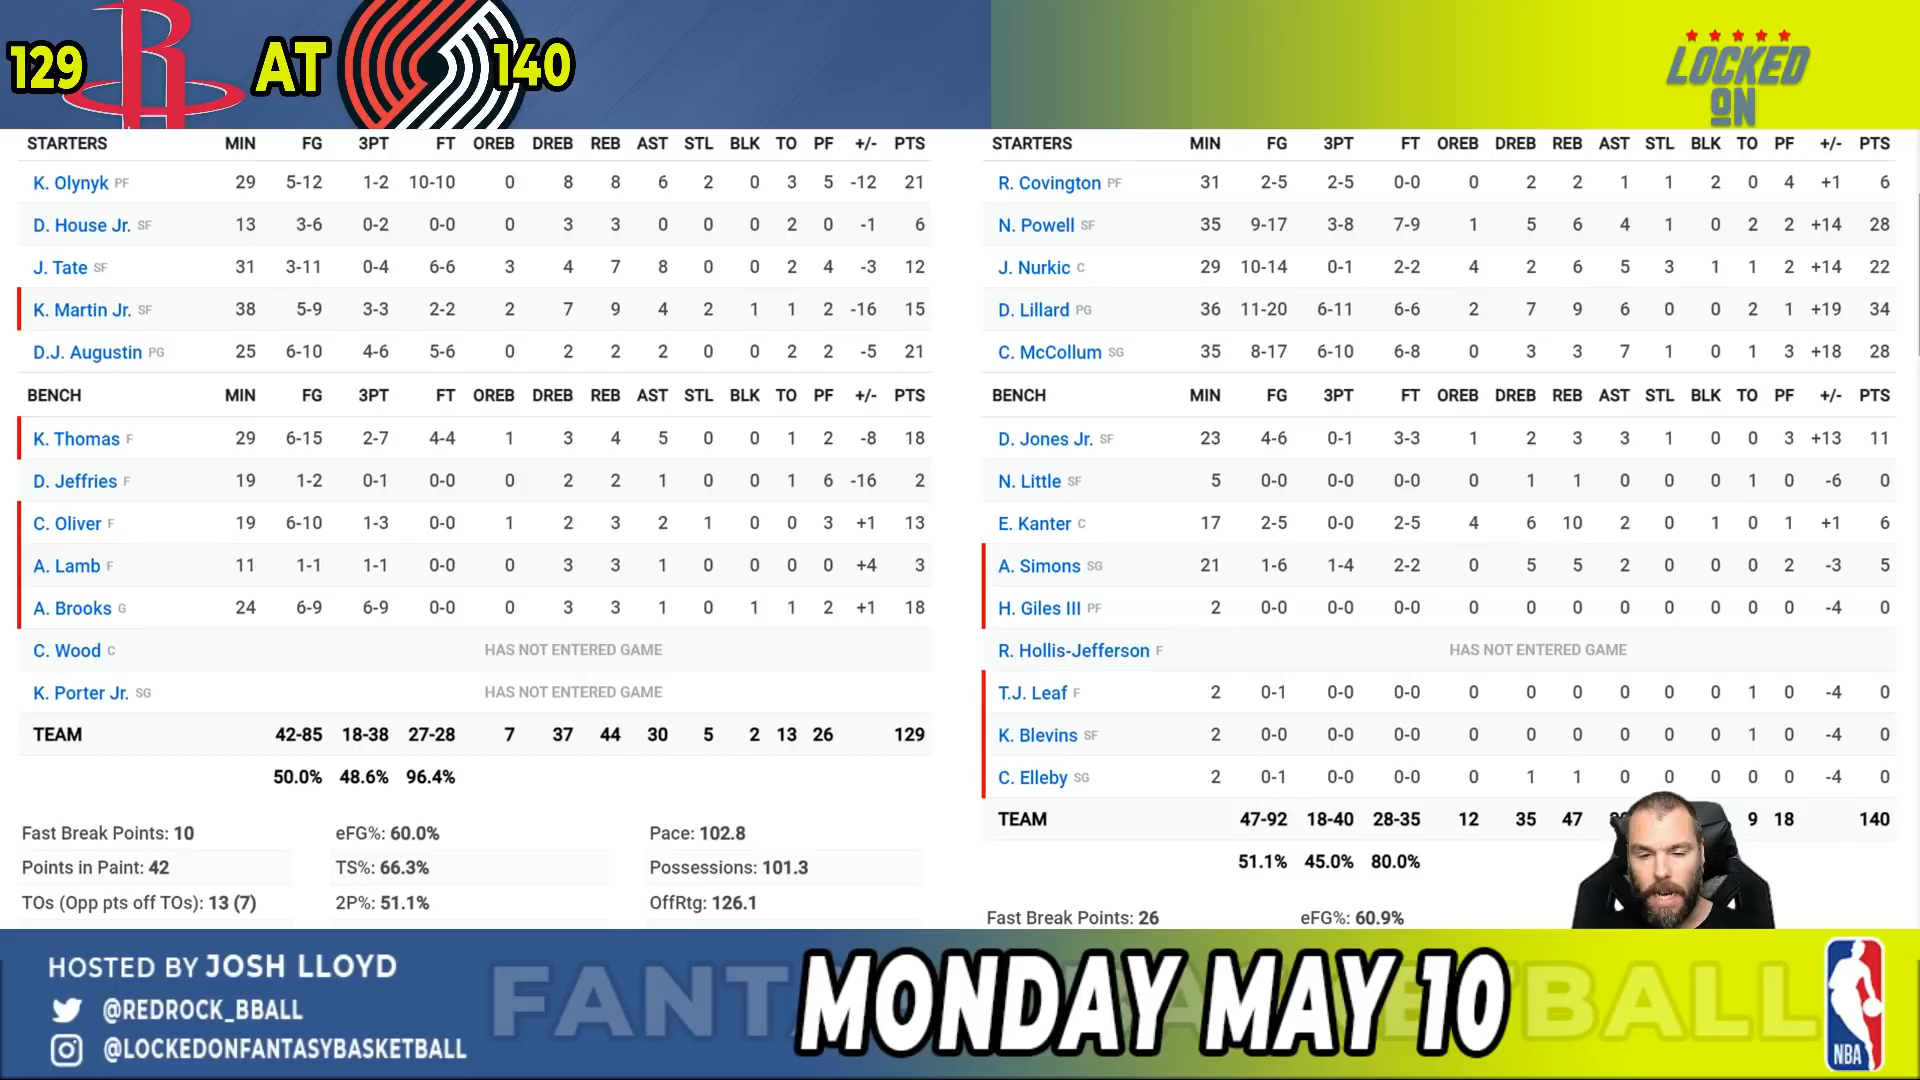 129 AT 140
LOCKED ON
STARTERS MIN FG 3PT FT OREB DREB REB AST STL BLK TO PF +/- PTS
K. Olynyk PF 29 5-12 1-2 10-10 0 8 8 6 2 0 3 5 -12 21
D. House Jr. SF 13 3-6 0-2 0-0 0 3 3 0 0 0 2 0 -1 6
J. Tate SF 31 3-11 0-4 6-6 3 4 7 8 0 0 2 4 -3 12
K. Martin Jr. SF 38 5-9 3-3 2-2 2 7 9 4 2 1 1 2 -16 15
D.J. Augustin PG 25 6-10 4-6 5-6 0 2 2 2 0 0 2 2 -5 21
BENCH MIN FG 3PT FT OREB DREB REB AST STL BLK TO PF +/- PTS
K. Thomas F 29 6-15 2-7 4-4 1 3 4 5 0 0 1 2 -8 18
D. Jeffries F 19 1-2 0-1 0-0 0 2 2 1 0 0 1 6 -16 2
C. Oliver F 19 6-10 1-3 0-0 1 2 3 2 1 0 0 3 +1 13
A. Lamb F 11 1-1 1-1 0-0 0 3 3 1 0 0 0 0 +4 3
A. Brooks G 24 6-9 6-9 0-0 0 3 3 1 0 1 1 2 +1 18
C. Wood C HAS NOT ENTERED GAME
K. Porter Jr. SG HAS NOT ENTERED GAME
TEAM 42-85 18-38 27-28 7 37 44 30 5 2 13 26 129
50.0% 48.6% 96.4%
Fast Break Points: 10 eFG%: 60.0% Pace: 102.8
Points in Paint: 42 TS%: 66.3% Possessions: 101.3
TOs (Opp pts off TOs): 13 (7) 2P%: 51.1% OffRtg: 126.1
STARTERS MIN FG 3PT FT OREB DREB REB AST STL BLK TO PF +/- PTS
R. Covington PF 31 2-5 2-5 0-0 0 2 2 1 1 2 0 4 +1 6
N. Powell SF 35 9-17 3-8 7-9 1 5 6 4 1 0 2 2 +14 28
J. Nurkic C 29 10-14 0-1 2-2 4 2 6 5 3 1 1 2 +14 22
D. Lillard PG 36 11-20 6-11 6-6 2 7 9 6 0 0 2 1 +19 34
C. McCollum SG 35 8-17 6-10 6-8 0 3 3 7 1 0 1 3 +18 28
BENCH MIN FG 3PT FT OREB DREB REB AST STL BLK TO PF +/- PTS
D. Jones Jr. SF 23 4-6 0-1 3-3 1 2 3 3 1 0 0 3 +13 11
N. Little SF 5 0-0 0-0 0-0 0 1 1 0 0 0 1 0 -6 0
E. Kanter C 17 2-5 0-0 2-5 4 6 10 2 0 1 0 1 +1 6
A. Simons SG 21 1-6 1-4 2-2 0 5 5 2 0 0 0 2 -3 5
H. Giles III PF 2 0-0 0-0 0-0 0 0 0 0 0 0 0 0 -4 0
R. Hollis-Jefferson F HAS NOT ENTERED GAME
T.J. Leaf F 2 0-1 0-0 0-0 0 0 0 0 0 0 1 0 -4 0
K. Blevins SF 2 0-0 0-0 0-0 0 0 0 0 0 0 1 0 -4 0
C. Elleby SG 2 0-1 0-0 0-0 0 1 1 0 0 0 0 0 -4 0
TEAM 47-92 18-40 28-35 12 35 47 9 18 140
51.1% 45.0% 80.0%
Fast Break Points: 26 eFG%: 60.9%
HOSTED BY JOSH LLOYD
@REDROCK_BBALL
@LOCKEDONFANTASYBASKETBALL
MONDAY MAY 10
NBA